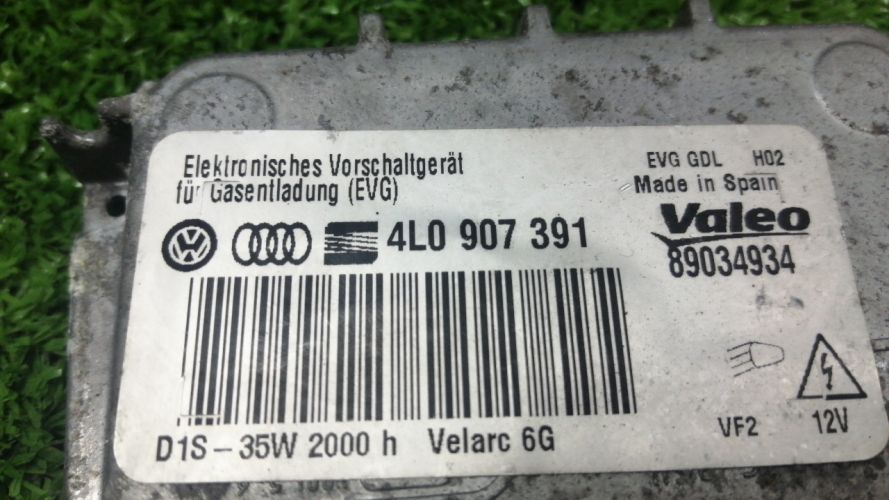 Elektronisches Vorschaltgerät
für Gasentladung (EVG)
EVG GDL H02
Made in Spain
4L0 907 391
Valeo
89034934
D1S-35W 2000 h Velarc 6G
VF2
12V